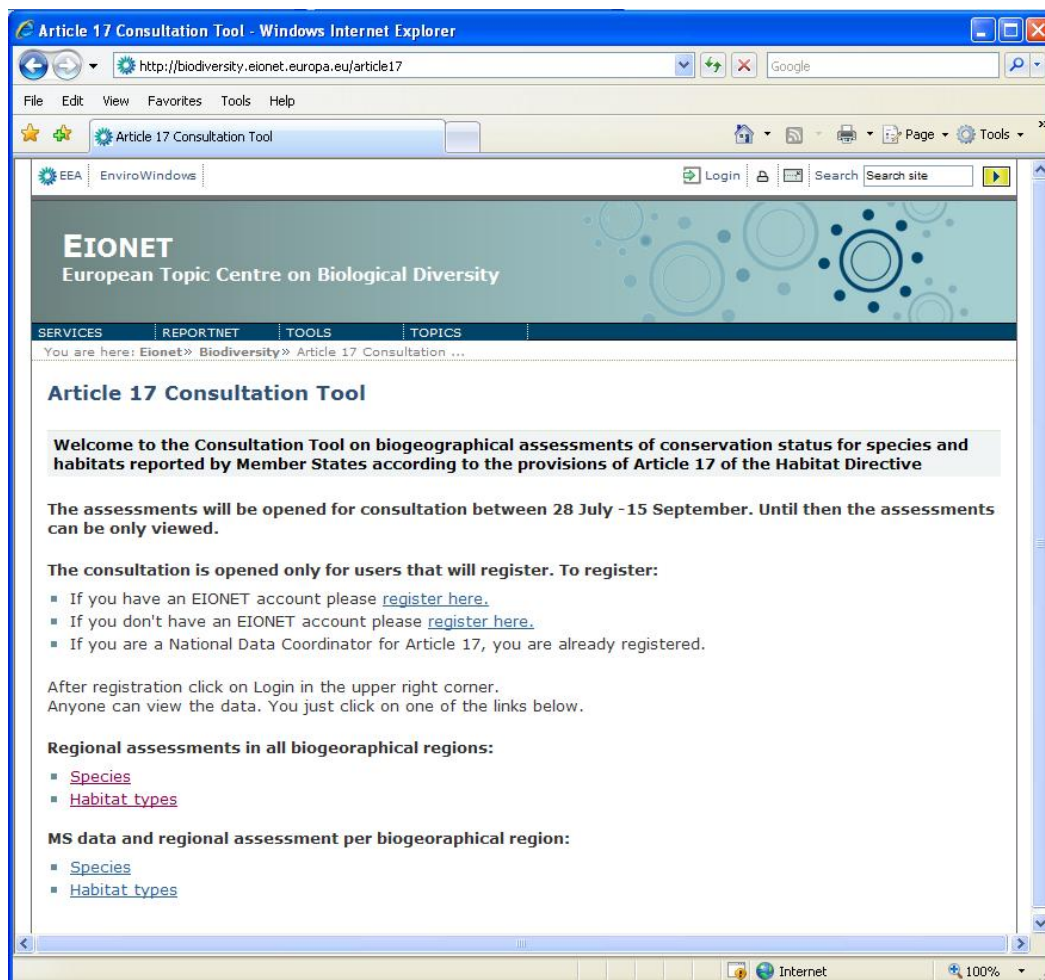 Article 17 Consultation Tool - Windows Internet Explorer
http://biodiversity.eionet.europa.eu/article17
Google
File Edit View Favorites Tools Help
Article 17 Consultation Tool
Page Tools »
EEA EnviroWindows
Login Search Search site
EIONET
European Topic Centre on Biological Diversity
SERVICES REPORTNET TOOLS TOPICS
You are here: Eionet» Biodiversity» Article 17 Consultation ...
Article 17 Consultation Tool
Welcome to the Consultation Tool on biogeographical assessments of conservation status for species and
habitats reported by Member States according to the provisions of Article 17 of the Habitat Directive
The assessments will be opened for consultation between 28 July -15 September. Until then the assessments
can be only viewed.
The consultation is opened only for users that will register. To register:
If you have an EIONET account please register here.
If you don't have an EIONET account please register here.
If you are a National Data Coordinator for Article 17, you are already registered.
After registration click on Login in the upper right corner.
Anyone can view the data. You just click on one of the links below.
Regional assessments in all biogeoraphical regions:
Species
Habitat types
MS data and regional assessment per biogeoraphical region:
Species
Habitat types
Internet 100%